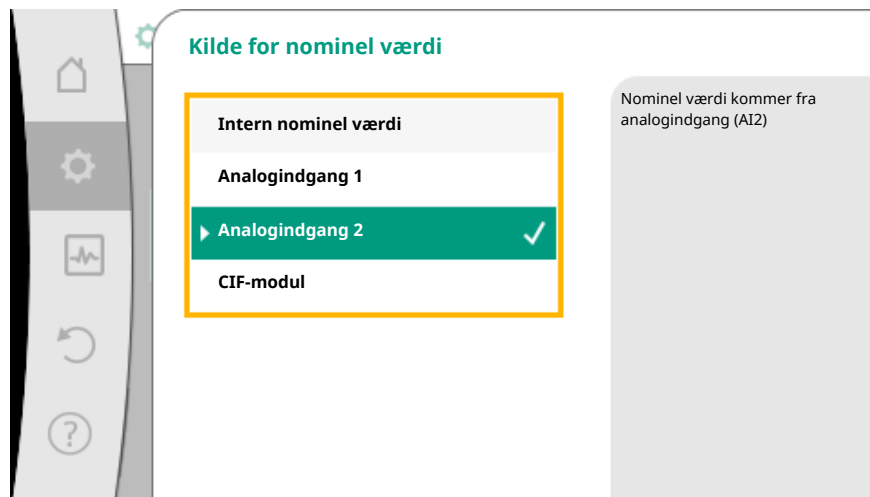 Kilde for nominel værdi
Intern nominel værdi
Analogindgang 1
Analogindgang 2
CIF-modul
Nominel værdi kommer fra
analogindgang (AI2)
?